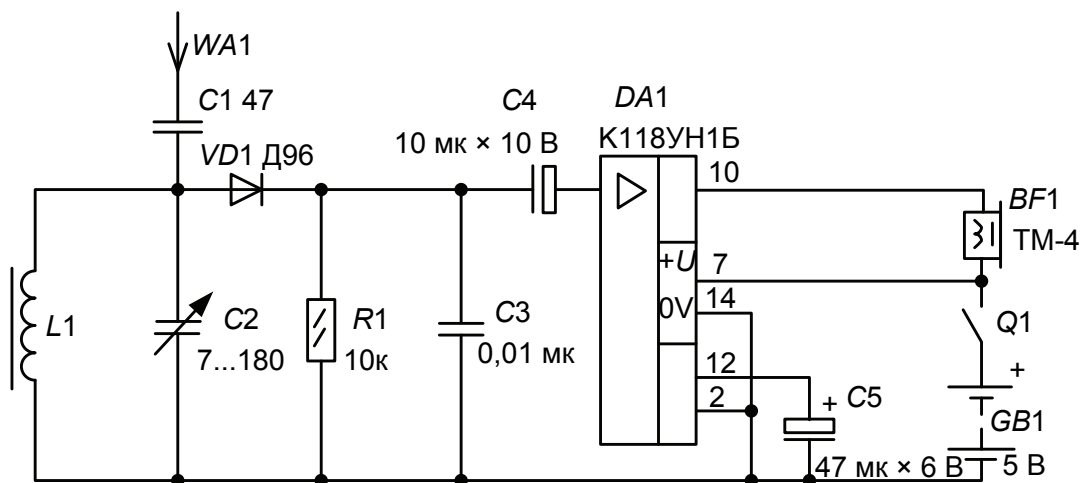 WA1
C1 47
VD1 Д96
C4
10 мк × 10 В
DA1
К118УН1Б
10
BF1
ТМ-4
+U
7
0V
14
L1
C2
7...180
R1
10к
C3
0,01 мк
12
2
+ C5
47 мк × 6 В
Q1
+
GB1
5 В